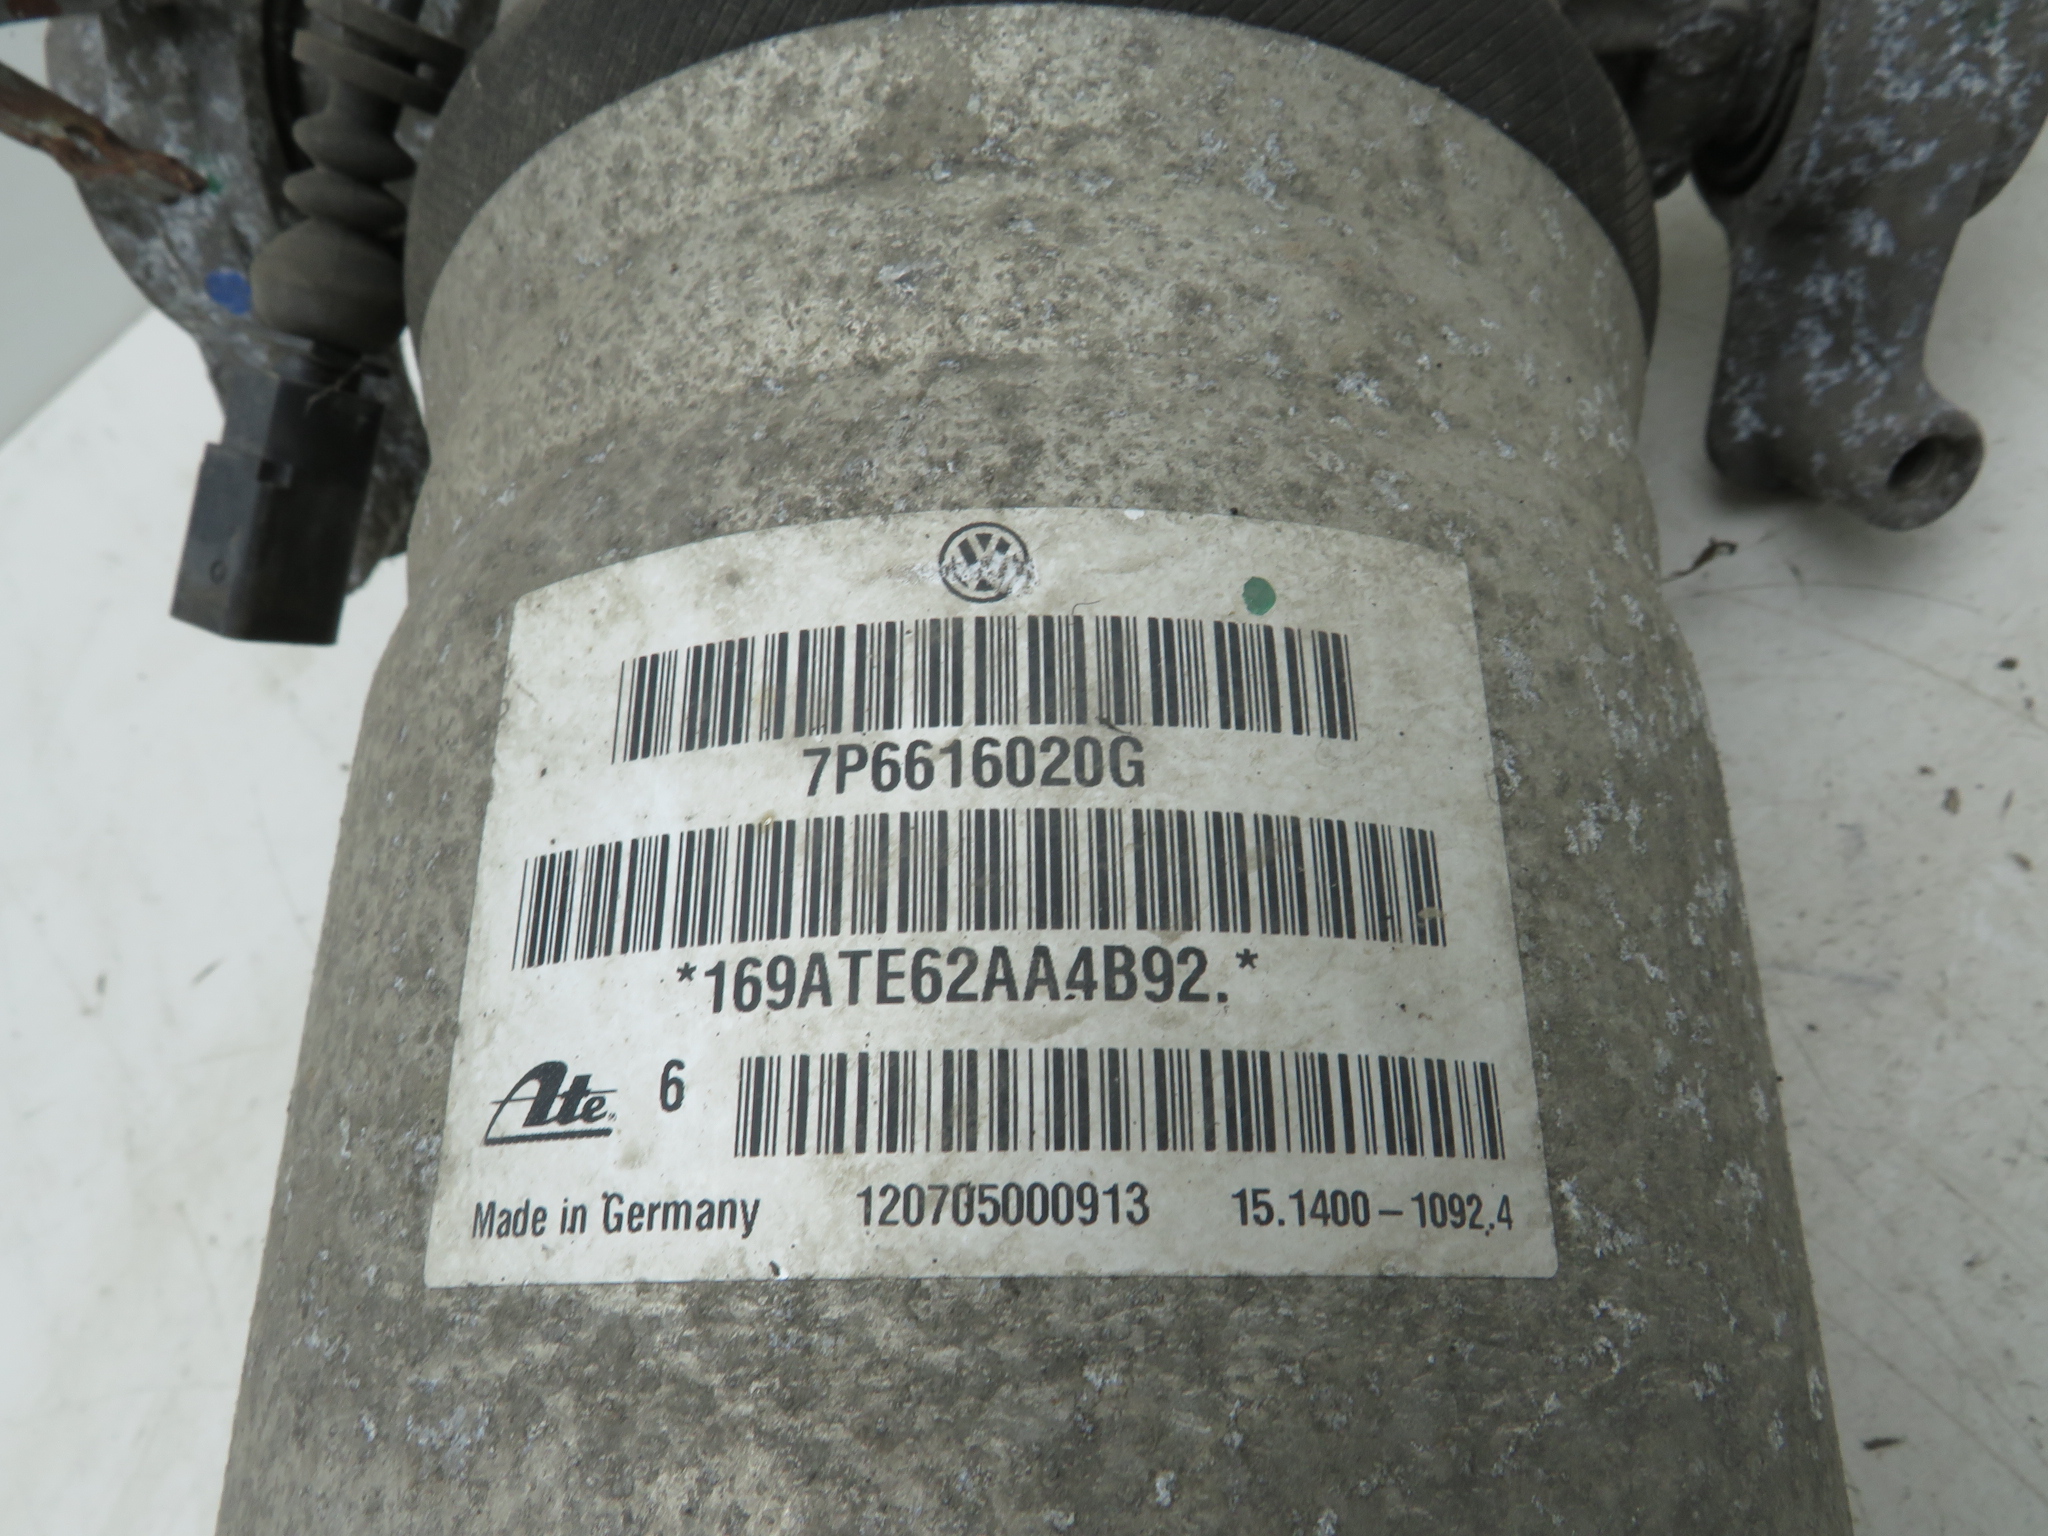 7P6616020G
*169ATE62AA4B92.*
Ate® 6
Made in Germany 120705000913 15.1400-1092.4